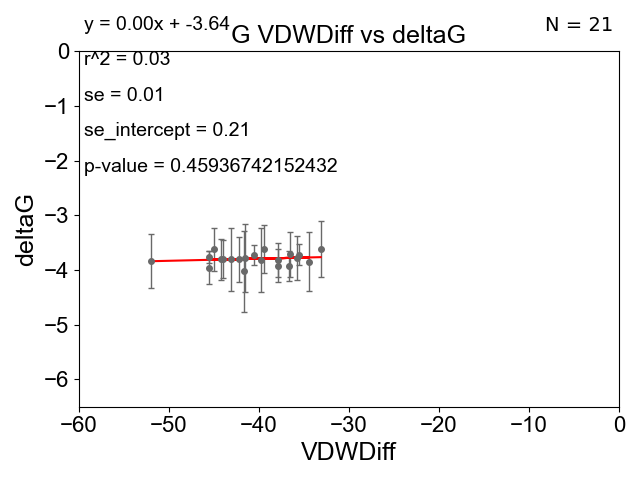 y = 0.00x + -3.64
N = 21
G VDWDiff vs deltaG
r^2 = 0.03
se = 0.01
se_intercept = 0.21
p-value = 0.45936742152432
0
−1
−2
−3
−4
−5
−6
deltaG
−60 −50 −40 −30 −20 −10 0
VDWDiff